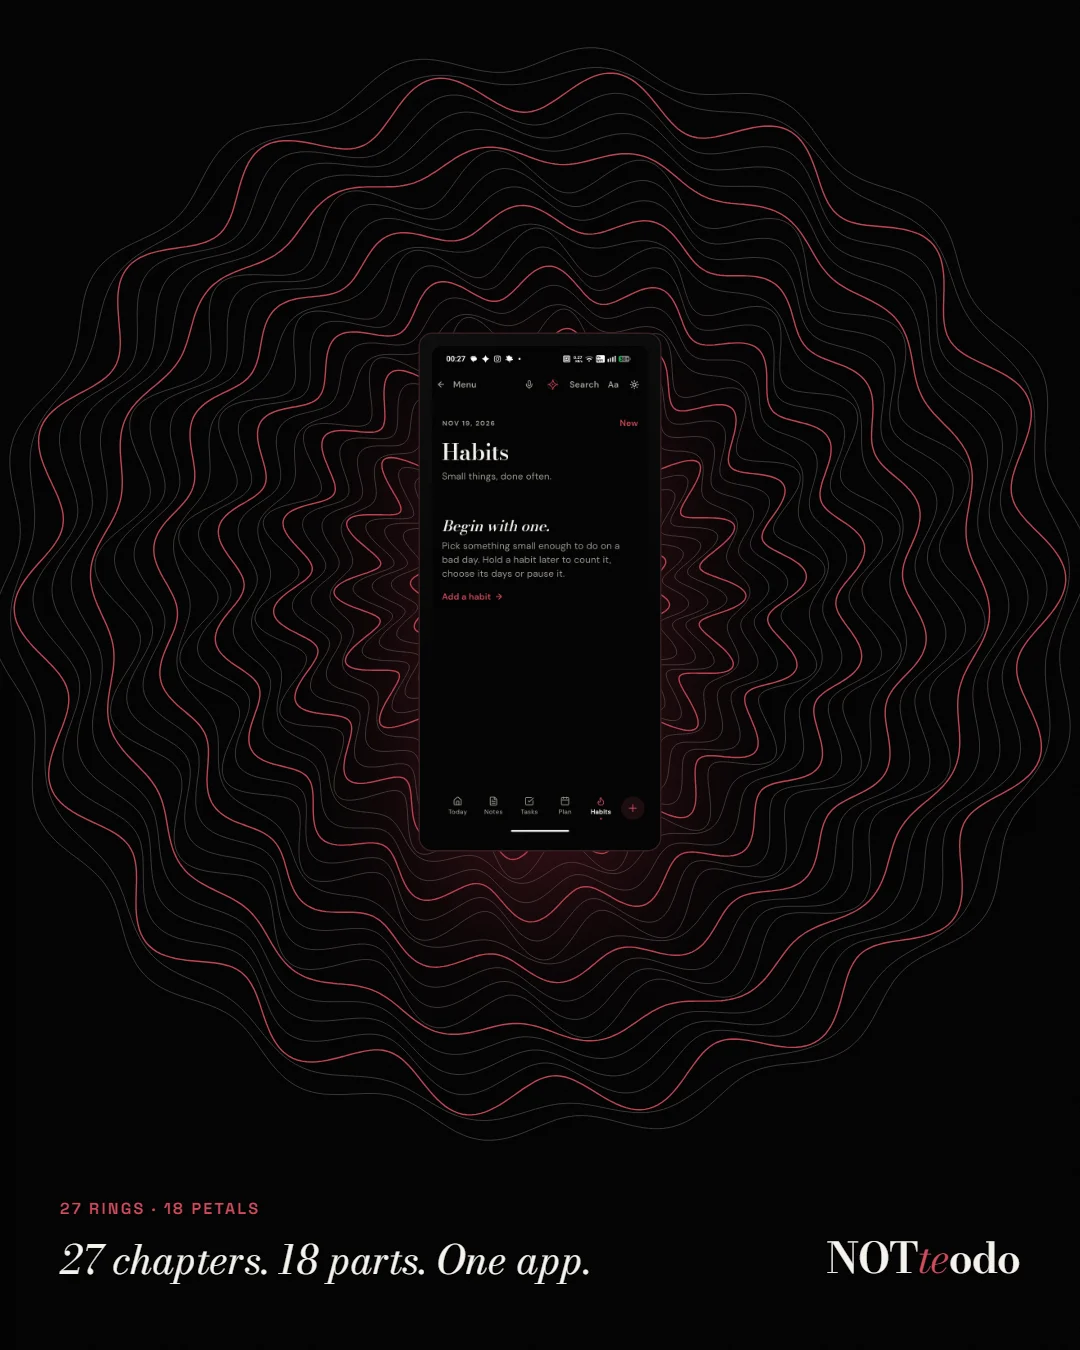 00:27
Menu
Search Aa
NOV 19, 2026
New
Habits
Small things, done often.
Begin with one.
Pick something small enough to do on a
bad day. Hold a habit later to count it,
choose its days or pause it.
Add a habit →
Today Notes Tasks Plan Habits +
27 RINGS · 18 PETALS
27 chapters. 18 parts. One app.
NOTteodo